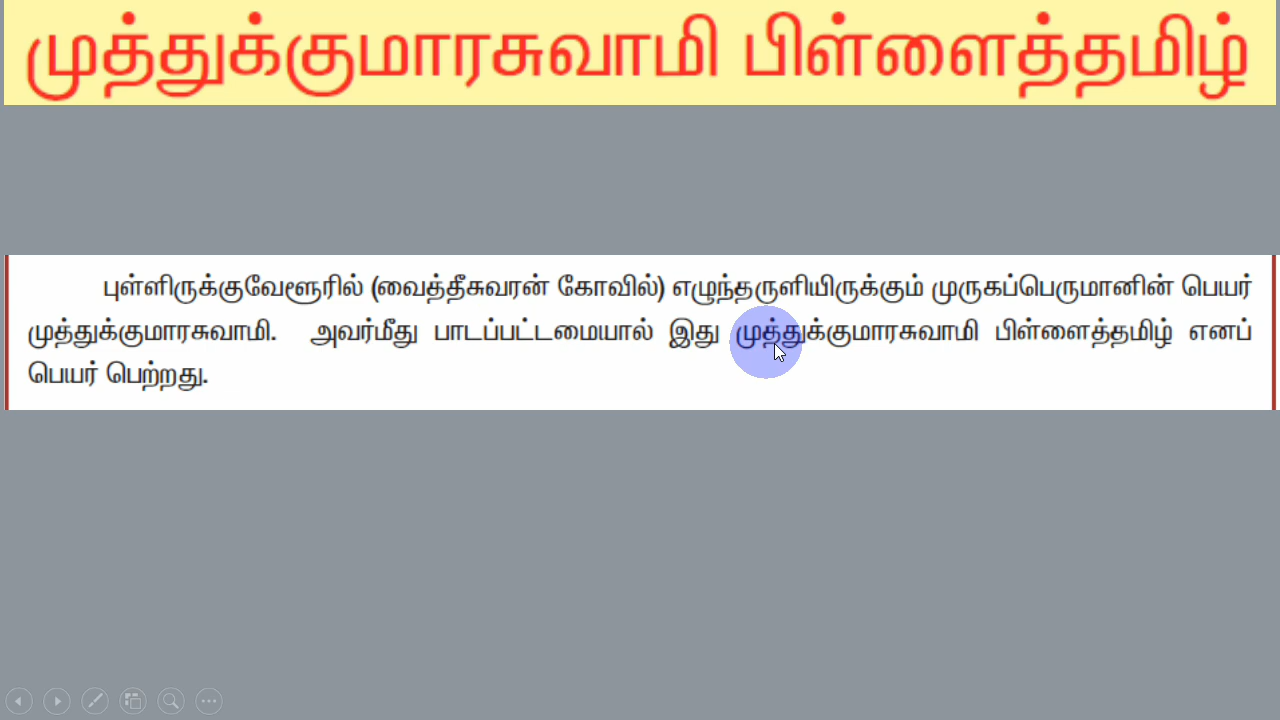 முத்துக்குமாரசுவாமி பிள்ளைத்தமிழ்
புள்ளிருக்குவேளூரில் (வைத்தீசுவரன் கோவில்) எழுந்தருளியிருக்கும் முருகப்பெருமானின் பெயர்
முத்துக்குமாரசுவாமி. அவர்மீது பாடப்பட்டமையால் இது முத்துக்குமாரசுவாமி பிள்ளைத்தமிழ் எனப்
பெயர் பெற்றது.